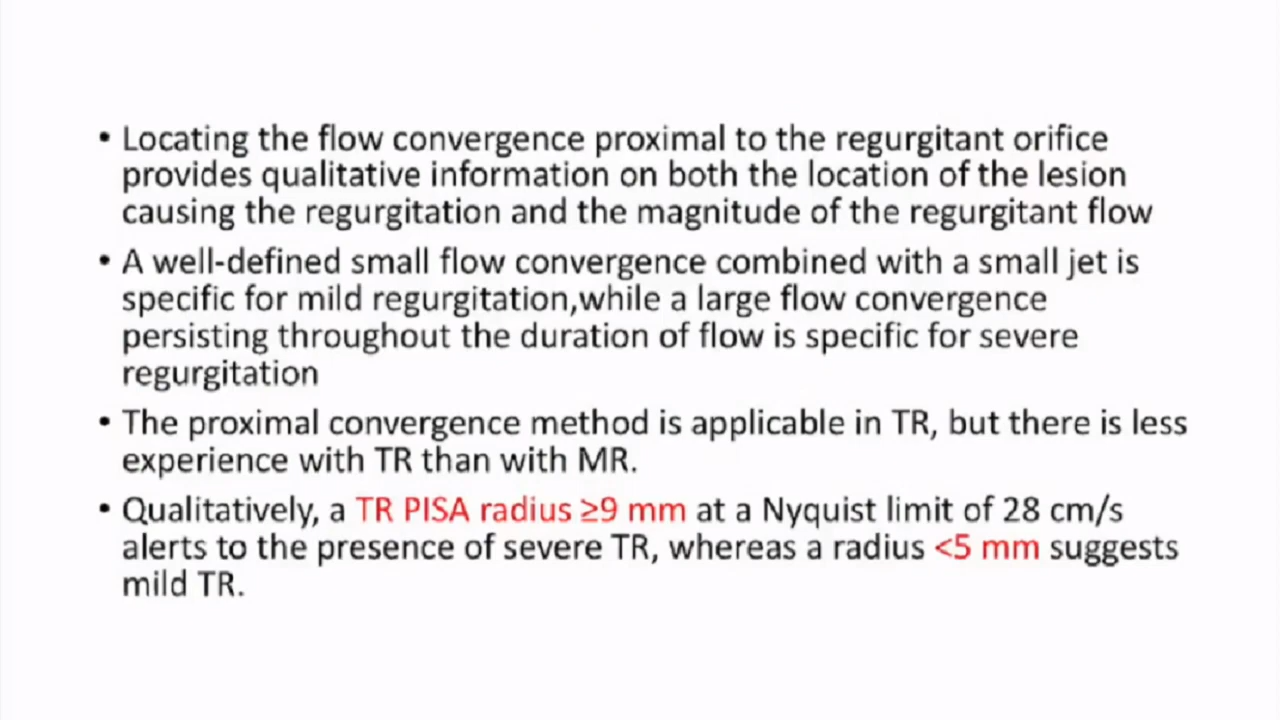 • Locating the flow convergence proximal to the regurgitant orifice
provides qualitative information on both the location of the lesion
causing the regurgitation and the magnitude of the regurgitant flow
• A well-defined small flow convergence combined with a small jet is
specific for mild regurgitation,while a large flow convergence
persisting throughout the duration of flow is specific for severe
regurgitation
• The proximal convergence method is applicable in TR, but there is less
experience with TR than with MR.
• Qualitatively, a TR PISA radius ≥9 mm at a Nyquist limit of 28 cm/s
alerts to the presence of severe TR, whereas a radius <5 mm suggests
mild TR.